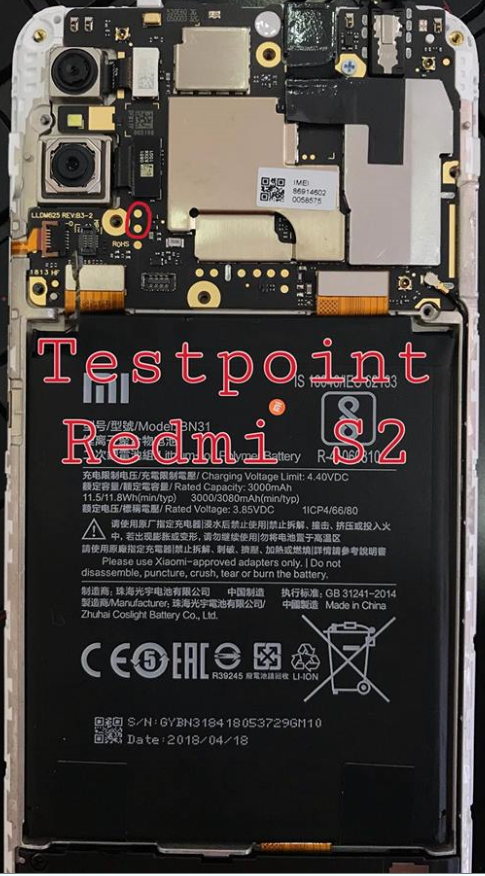 530E6G 3G
050003 32G
IMEI
86914602
0058575
LLDM625 REV:B3-2
RoHS
1813 HF
Testpoint
Redmi S2
mi
IS 16046/IEC 62133
型号/型號/Model: BN31
Lithium-ion Polymer Battery
R-41060810
充电限制电压/充電限制電壓/ Charging Voltage Limit: 4.40VDC
额定容量/額定容量/ Rated Capacity: 3000mAh
11.5/11.8Wh(min/typ) 3000/3080mAh(min/typ)
额定电压/標稱電壓/ Rated Voltage: 3.85VDC 1ICP4/66/80
请使用原厂指定充电器|浸水后禁止使用|禁止拆解、撞击、挤压或投入火
中, 若出现膨胀或变形, 请勿继续使用|勿将电池置于高温区
請使用原廠指定充電器|禁止拆解、刺破、擠壓、加熱或燃燒|詳情請參考說明書
Please use Xiaomi-approved adapters only. | Do not
disassemble, puncture, crush, tear or burn the battery.
制造商: 珠海光宇电池有限公司 中国制造 执行标准: GB 31241-2014
製造商/Manufacturer: 珠海光宇電池有限公司/ 中國製造 Made in China
Zhuhai Coslight Battery Co., Ltd.
CE 5 EAC
R39245 廢電池請回收 LI-ION
S/N: GYBN318418053729GM10
Date: 2018/04/18